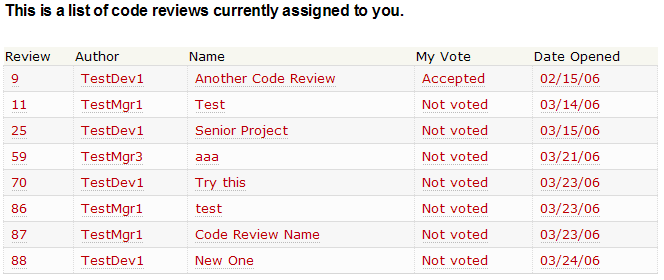 This is a list of code reviews currently assigned to you.
Review Author Name My Vote Date Opened
9 TestDev1 Another Code Review Accepted 02/15/06
11 TestMgr1 Test Not voted 03/14/06
25 TestDev1 Senior Project Not voted 03/15/06
59 TestMgr3 aaa Not voted 03/21/06
70 TestDev1 Try this Not voted 03/23/06
86 TestMgr1 test Not voted 03/23/06
87 TestMgr1 Code Review Name Not voted 03/23/06
88 TestDev1 New One Not voted 03/24/06